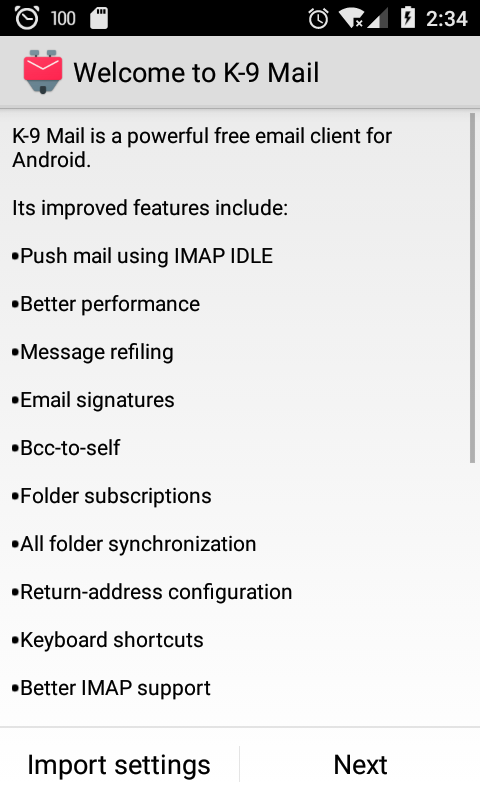 100
2:34
Welcome to K-9 Mail
K-9 Mail is a powerful free email client for
Android.
Its improved features include:
•Push mail using IMAP IDLE
•Better performance
•Message refiling
•Email signatures
•Bcc-to-self
•Folder subscriptions
•All folder synchronization
•Return-address configuration
•Keyboard shortcuts
•Better IMAP support
Import settings
Next